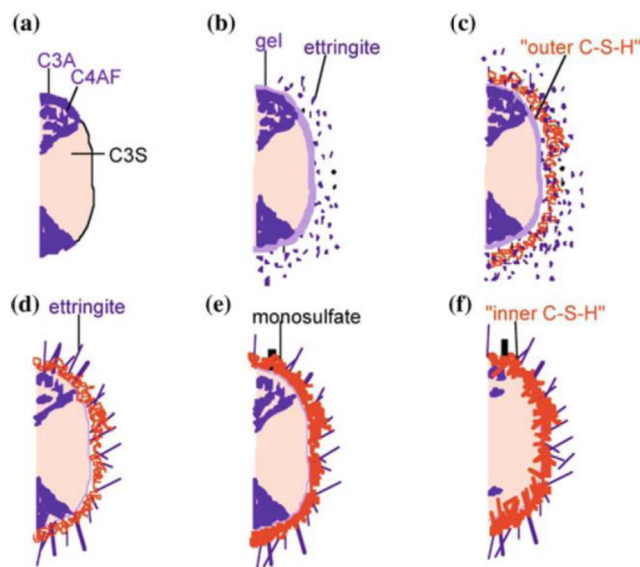 (a)
C3A
C4AF
C3S
(b)
gel
ettringite
(c)
"outer C-S-H"
(d)
ettringite
(e)
monosulfate
(f)
"inner C-S-H"